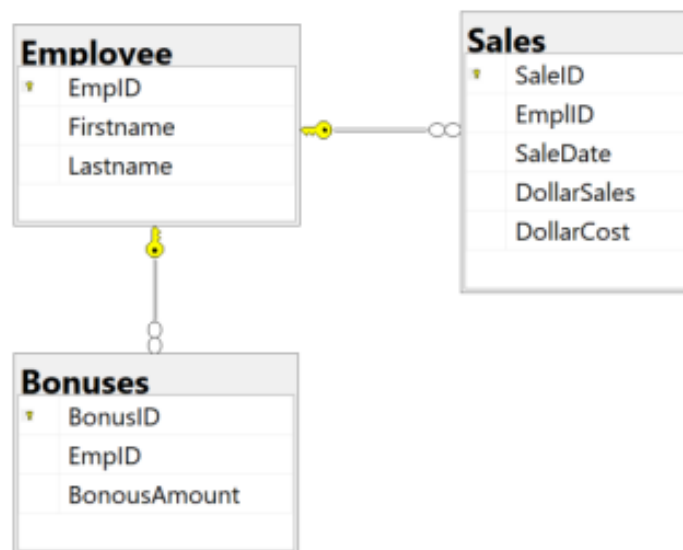 Employee
EmpID
Firstname
Lastname
Sales
SaleID
EmplID
SaleDate
DollarSales
DollarCost
Bonuses
BonusID
EmpID
BonousAmount